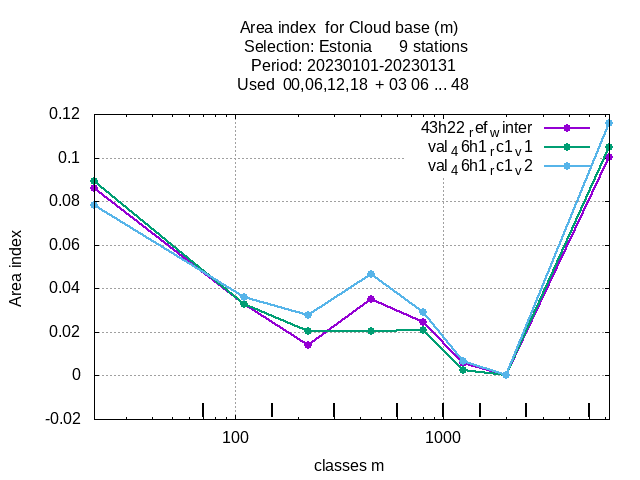 Area index for Cloud base (m)
Selection: Estonia 9 stations
Period: 20230101-20230131
Used 00,06,12,18 + 03 06 ... 48
43h22_ref_winter
val_46h1_rc1_v1
val_46h1_rc1_v2
0.12
0.1
0.08
0.06
0.04
0.02
0
-0.02
Area index
100
1000
classes m